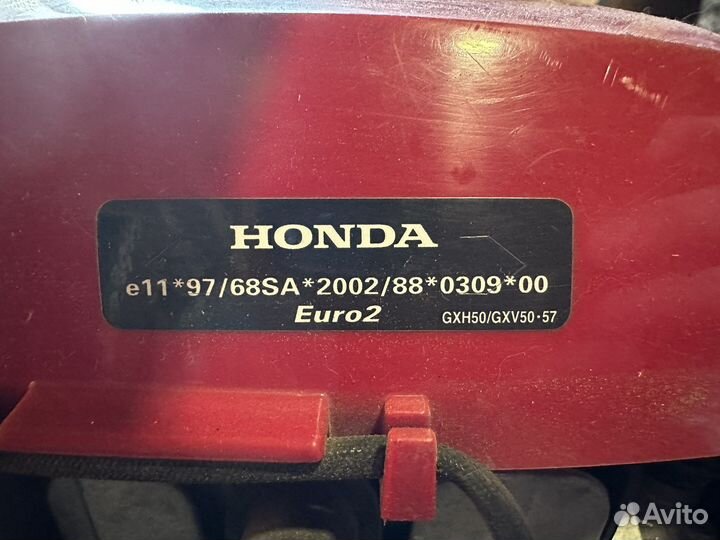 HONDA
e11*97/68SA*2002/88*0309*00
Euro2 GXH50/GXV50·57
Avito